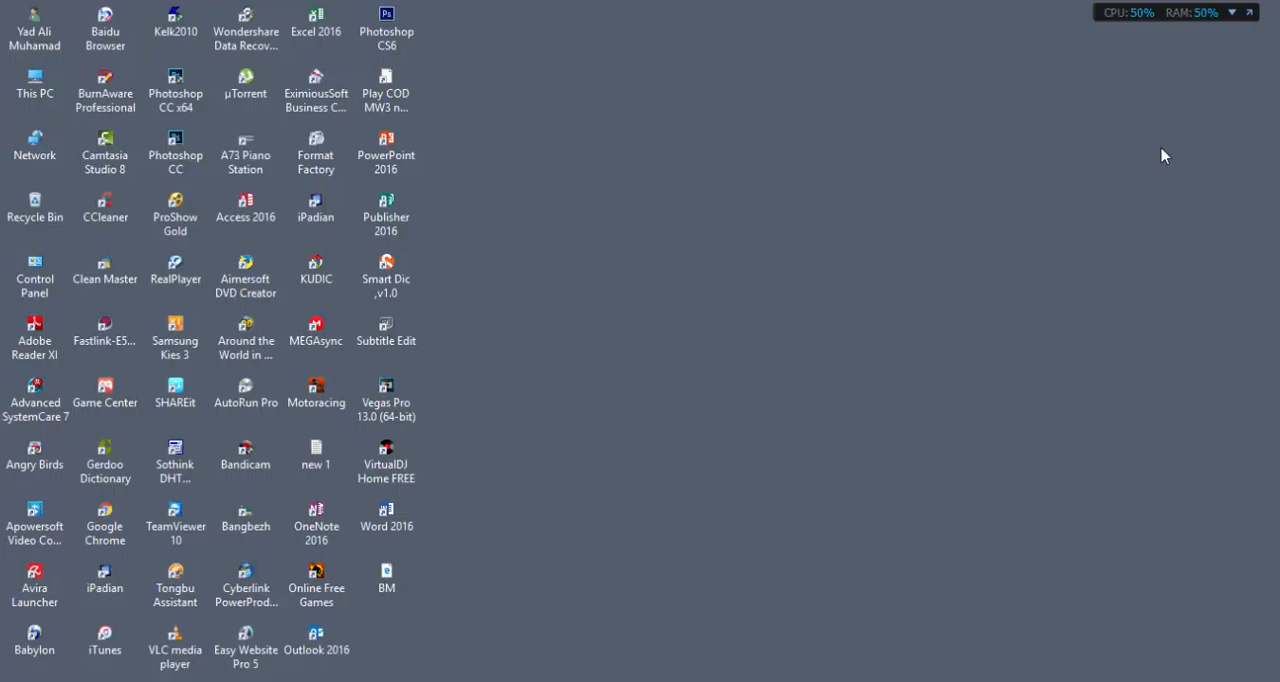 Yad Ali
Muhamad
Baidu
Browser
Kelk2010
Wondershare
Data Recov...
Excel 2016
Photoshop
CS6
CPU:50% RAM:50%
This PC
BurnAware
Professional
Photoshop
CC x64
µTorrent
EximiousSoft
Business C...
Play COD
MW3 n...
Network
Camtasia
Studio 8
Photoshop
CC
A73 Piano
Station
Format
Factory
PowerPoint
2016
Recycle Bin
CCleaner
ProShow
Gold
Access 2016
iPadian
Publisher
2016
Control
Panel
Clean Master
RealPlayer
Aimersoft
DVD Creator
KUDIC
Smart Dic
,v1.0
Adobe
Reader XI
Fastlink-E5...
Samsung
Kies 3
Around the
World in ...
MEGAsync
Subtitle Edit
Advanced
SystemCare 7
Game Center
SHAREit
AutoRun Pro
Motoracing
Vegas Pro
13.0 (64-bit)
Angry Birds
Gerdoo
Dictionary
Sothink
DHT...
Bandicam
new 1
VirtualDJ
Home FREE
Apowersoft
Video Co...
Google
Chrome
TeamViewer
10
Bangbezh
OneNote
2016
Word 2016
Avira
Launcher
iPadian
Tongbu
Assistant
Cyberlink
PowerProd...
Online Free
Games
BM
Babylon
iTunes
VLC media
player
Easy Website
Pro 5
Outlook 2016